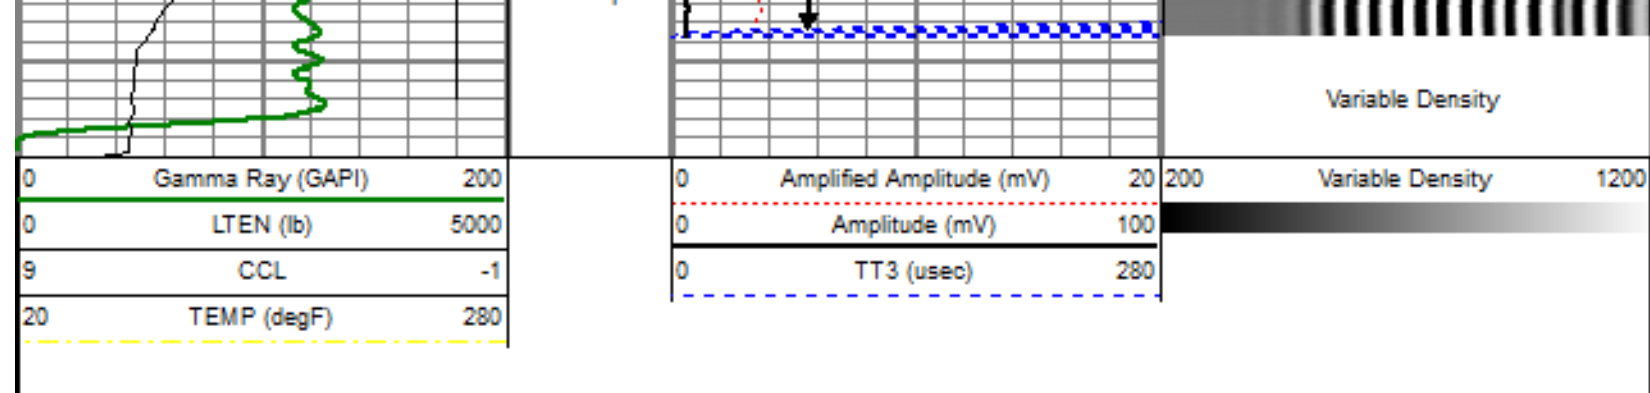 Variable Density
0 Gamma Ray (GAPI) 200
0 LTEN (lb) 5000
9 CCL -1
20 TEMP (degF) 280
0 Amplified Amplitude (mV) 20
0 Amplitude (mV) 100
0 TT3 (usec) 280
200 Variable Density 1200